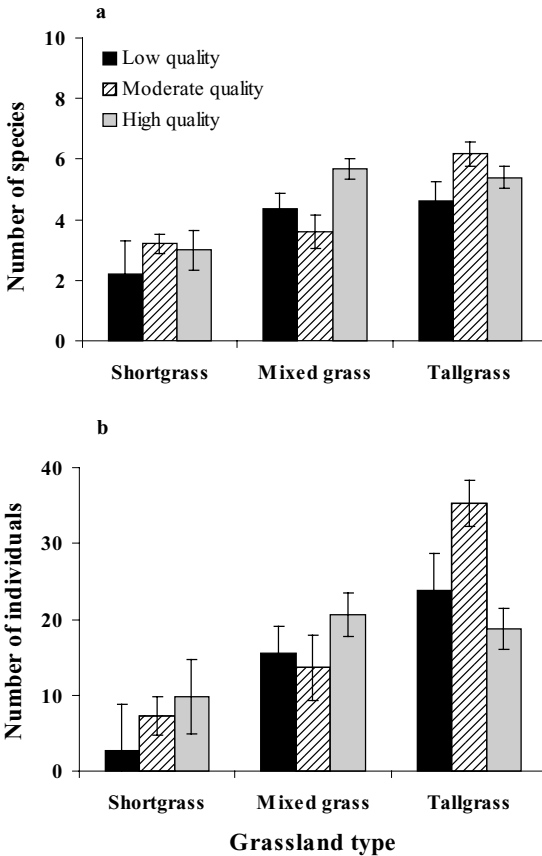 a
10
8
6
4
2
0
Number of species
Low quality
Moderate quality
High quality
Shortgrass Mixed grass Tallgrass
b
40
30
20
10
0
Number of individuals
Shortgrass Mixed grass Tallgrass
Grassland type